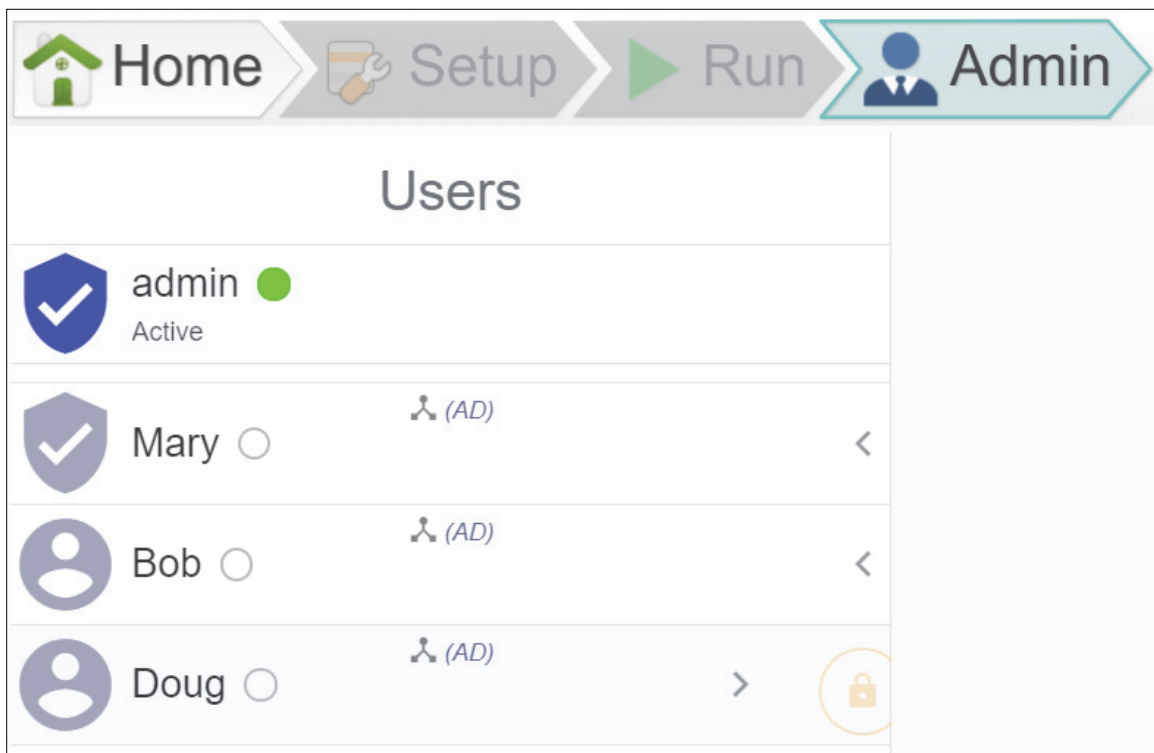 Home Setup Run Admin
Users
admin
Active
(AD)
Mary
(AD)
Bob
(AD)
Doug